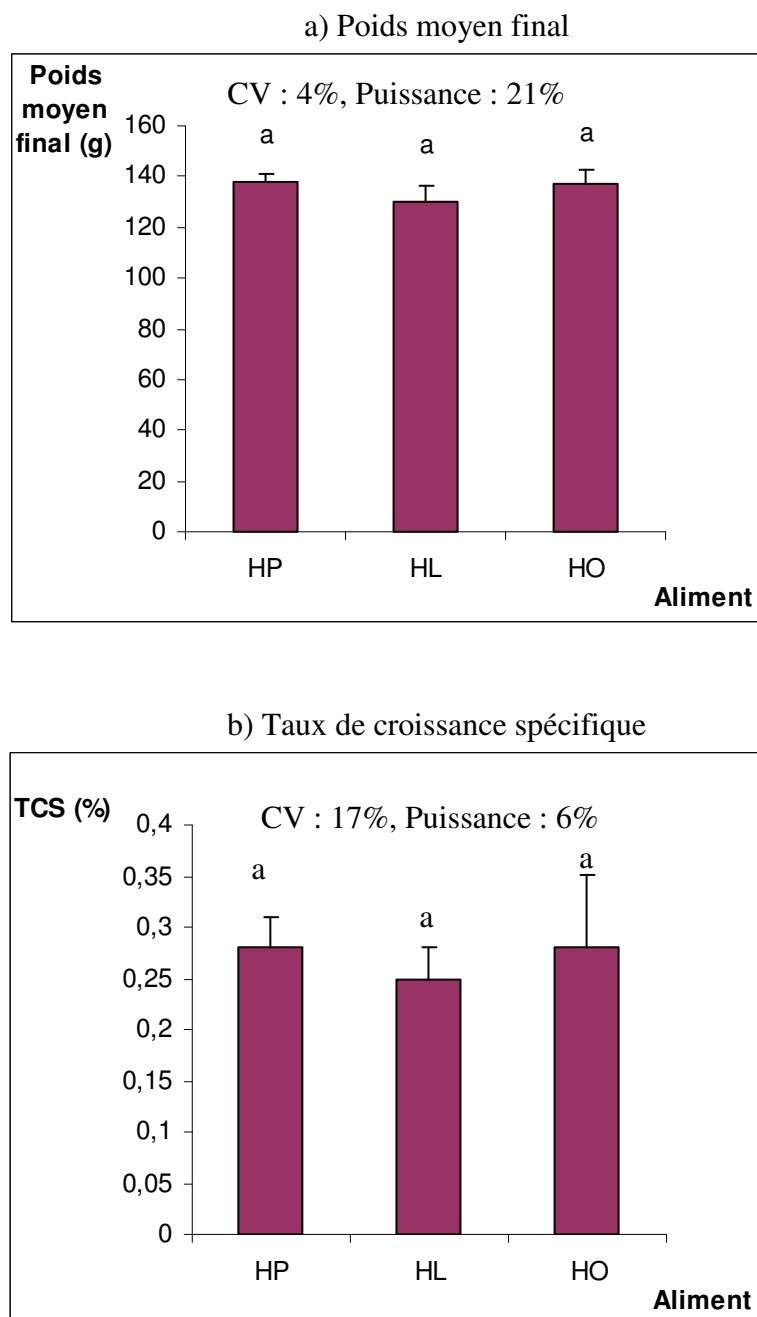 a) Poids moyen final
Poids
moyen
final (g)
CV : 4%, Puissance : 21%
160
140
120
100
80
60
40
20
0
a
a
a
HP
HL
HO
Aliment
b) Taux de croissance spécifique
TCS (%)
CV : 17%, Puissance : 6%
0,4
0,35
0,3
0,25
0,2
0,15
0,1
0,05
0
a
a
a
HP
HL
HO
Aliment